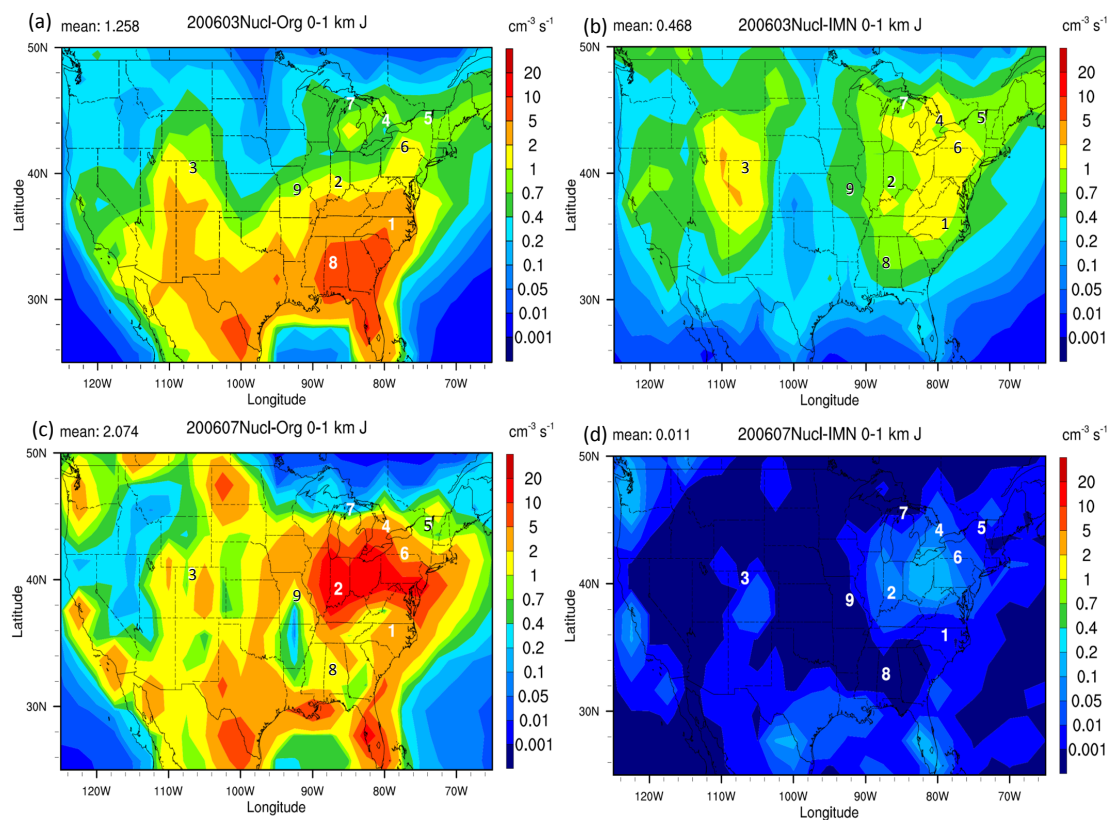 (a) mean: 1.258 200603Nucl-Org 0-1 km J cm⁻³ s⁻¹
50N
40N
30N
Latitude
120W 110W 100W 90W 80W 70W
Longitude
20
10
5
2
1
0.7
0.4
0.2
0.1
0.01
0.001
7
4
5
6
3
2
9
1
8
(b) mean: 0.468 200603Nucl-IMN 0-1 km J cm⁻³ s⁻¹
50N
40N
30N
Latitude
120W 110W 100W 90W 80W 70W
Longitude
20
10
5
2
1
0.7
0.4
0.2
0.1
0.01
0.001
7
4
5
6
3
2
9
1
8
(c) mean: 2.074 200607Nucl-Org 0-1 km J cm⁻³ s⁻¹
50N
40N
30N
Latitude
120W 110W 100W 90W 80W 70W
Longitude
20
10
5
2
1
0.7
0.4
0.2
0.1
0.05
0.01
0.001
7
4
5
6
3
2
9
1
8
(d) mean: 0.011 200607Nucl-IMN 0-1 km J cm⁻³ s⁻¹
50N
40N
30N
Latitude
120W 110W 100W 90W 80W 70W
Longitude
20
10
5
2
1
0.7
0.4
0.2
0.1
0.05
0.01
0.001
7
4
5
6
3
2
9
1
8